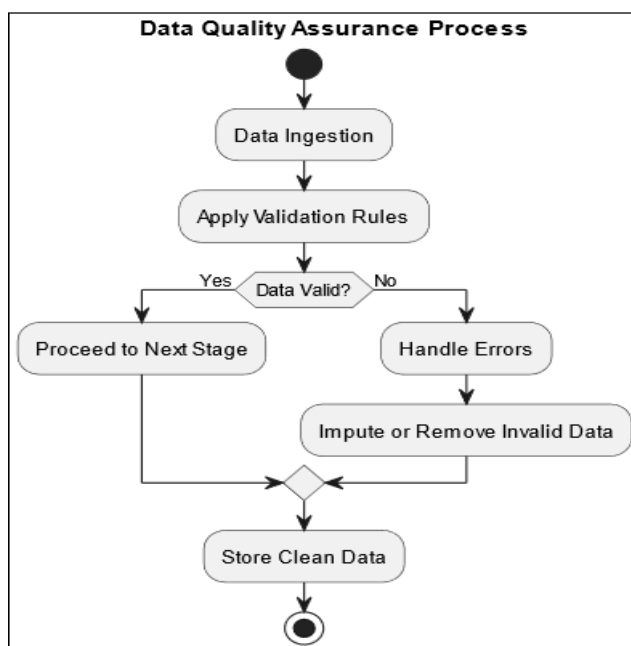 Data Quality Assurance Process
Data Ingestion
Apply Validation Rules
Yes
Data Valid?
No
Proceed to Next Stage
Handle Errors
Impute or Remove Invalid Data
Store Clean Data